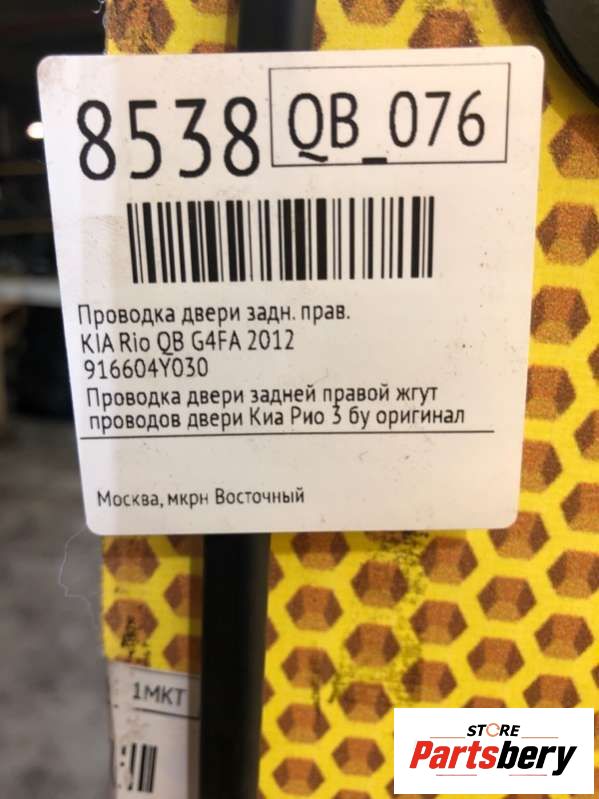 8538 QB_076
Проводка двери задн. прав.
KIA Rio QB G4FA 2012
916604Y030
Проводка двери задней правой жгут
проводов двери Киа Рио 3 бу оригинал
Москва, мкрн Восточный
1МКТ
STORE
Partsbery